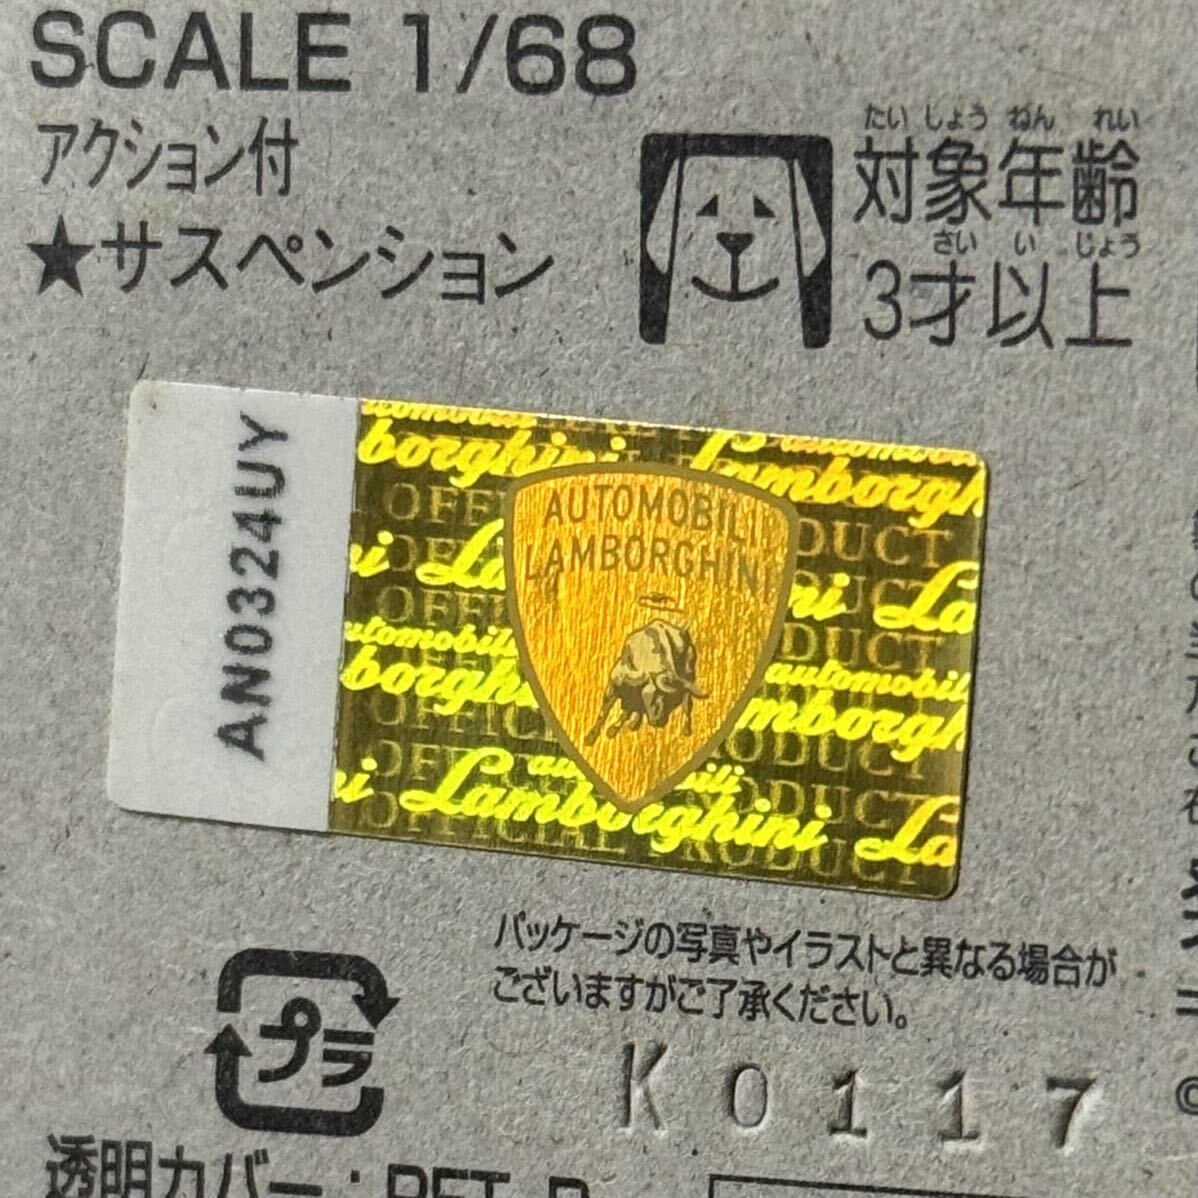 SCALE 1/68
アクション付
★サスペンション
たい しょう ねん れい
対象年齢
さい い じょう
3才以上
AN0324UY
AUTOMOBILI
LAMBORGHINI
automobili
Lamborghini
OFFICIAL PRODUCT
パッケージの写真やイラストと異なる場合が
ございますがご了承ください。
プラ
K0117
透明カバー：PET